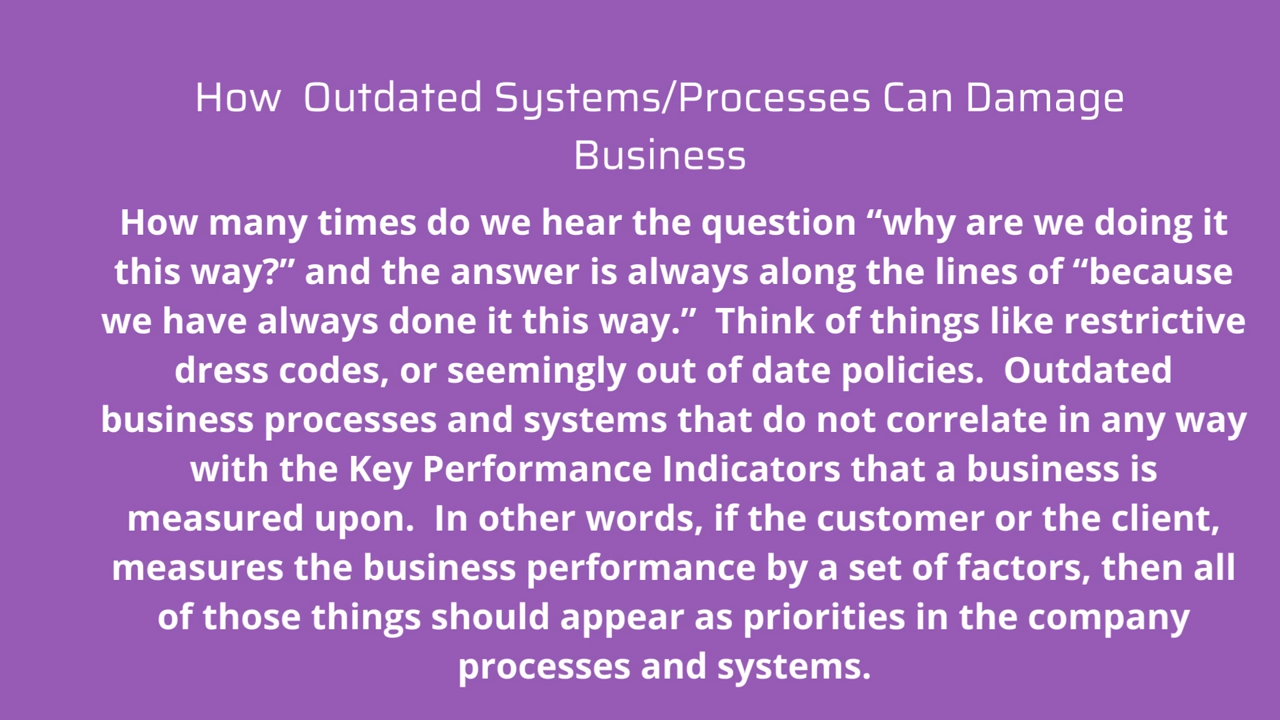 How  Outdated Systems/Processes Can Damage
Business
How many times do we hear the question “why are we doing it
this way?” and the answer is always along the lines of “because
we have always done it this way.”  Think of things like restrictive
dress codes, or seemingly out of date policies.  Outdated
business processes and systems that do not correlate in any way
with the Key Performance Indicators that a business is
measured upon.  In other words, if the customer or the client,
measures the business performance by a set of factors, then all
of those things should appear as priorities in the company
processes and systems.